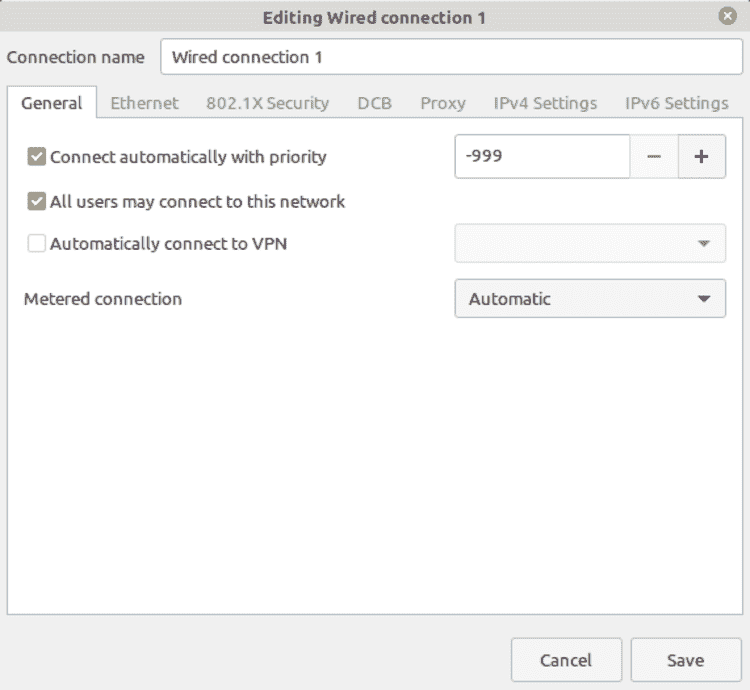 Editing Wired connection 1
Connection name Wired connection 1
General Ethernet 802.1X Security DCB Proxy IPv4 Settings IPv6 Settings
Connect automatically with priority -999 − +
All users may connect to this network
Automatically connect to VPN
Metered connection Automatic
Cancel Save